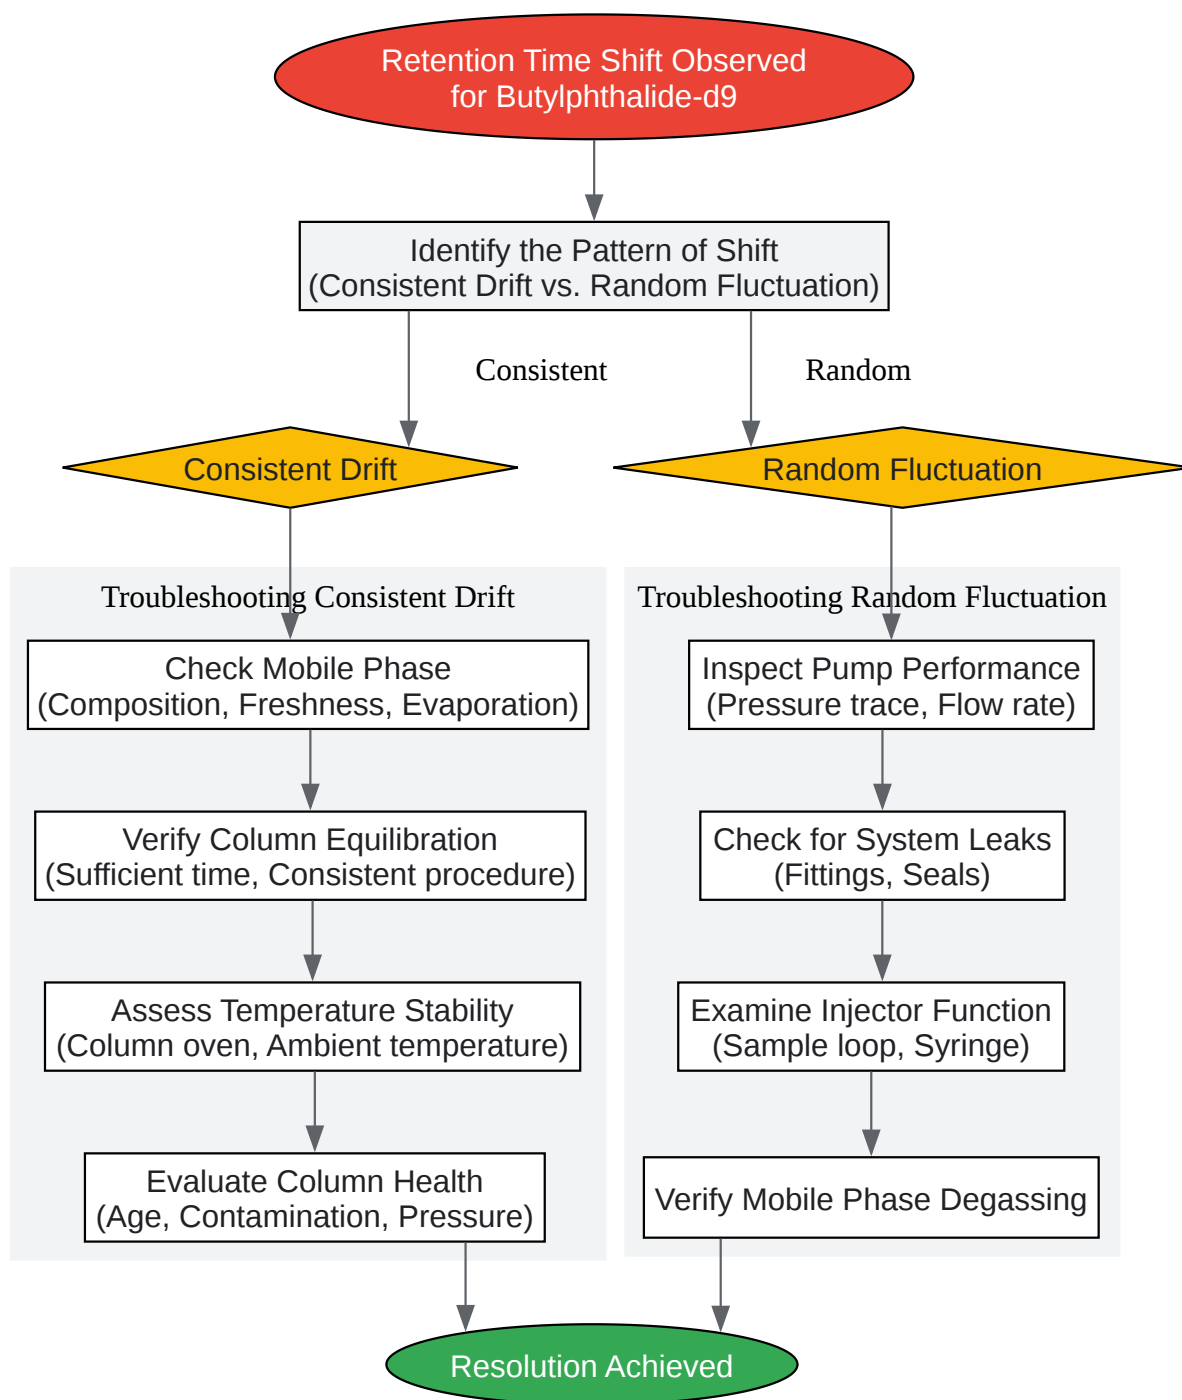 Retention Time Shift Observed
for Butylphthalide-d9
Identify the Pattern of Shift
(Consistent Drift vs. Random Fluctuation)
Consistent
Random
Consistent Drift
Random Fluctuation
Troubleshooting Consistent Drift
Check Mobile Phase
(Composition, Freshness, Evaporation)
Verify Column Equilibration
(Sufficient time, Consistent procedure)
Assess Temperature Stability
(Column oven, Ambient temperature)
Evaluate Column Health
(Age, Contamination, Pressure)
Troubleshooting Random Fluctuation
Inspect Pump Performance
(Pressure trace, Flow rate)
Check for System Leaks
(Fittings, Seals)
Examine Injector Function
(Sample loop, Syringe)
Verify Mobile Phase Degassing
Resolution Achieved